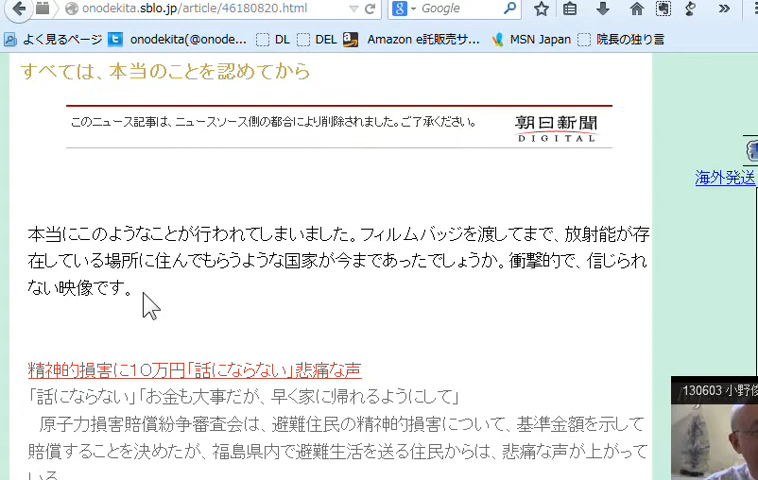 onodekita.sblo.jp/article/46180820.html
Google
よく見るページ
onodekita(@onode...
DL
DEL
Amazon e託販売サ...
MSN Japan
院長の独り言
すべては、本当のことを認めてから
このニュース記事は、ニュースソース側の都合により削除されました。ご了承ください。
朝日新聞
DIGITAL
海外発送
本当にこのようなことが行われてしまいました。フィルムバッジを渡してまで、放射能が存
在している場所に住んでもらうような国家が今まであったでしょうか。衝撃的で、信じられ
ない映像です。
精神的損害に10万円「話にならない」悲痛な声
「話にならない」「お金も大事だが、早く家に帰れるようにして」
原子力損害賠償紛争審査会は、避難住民の精神的損害について、基準金額を示して
賠償することを決めたが、福島県内で避難生活を送る住民からは、悲痛な声が上がって
いる。
130603 小野俊